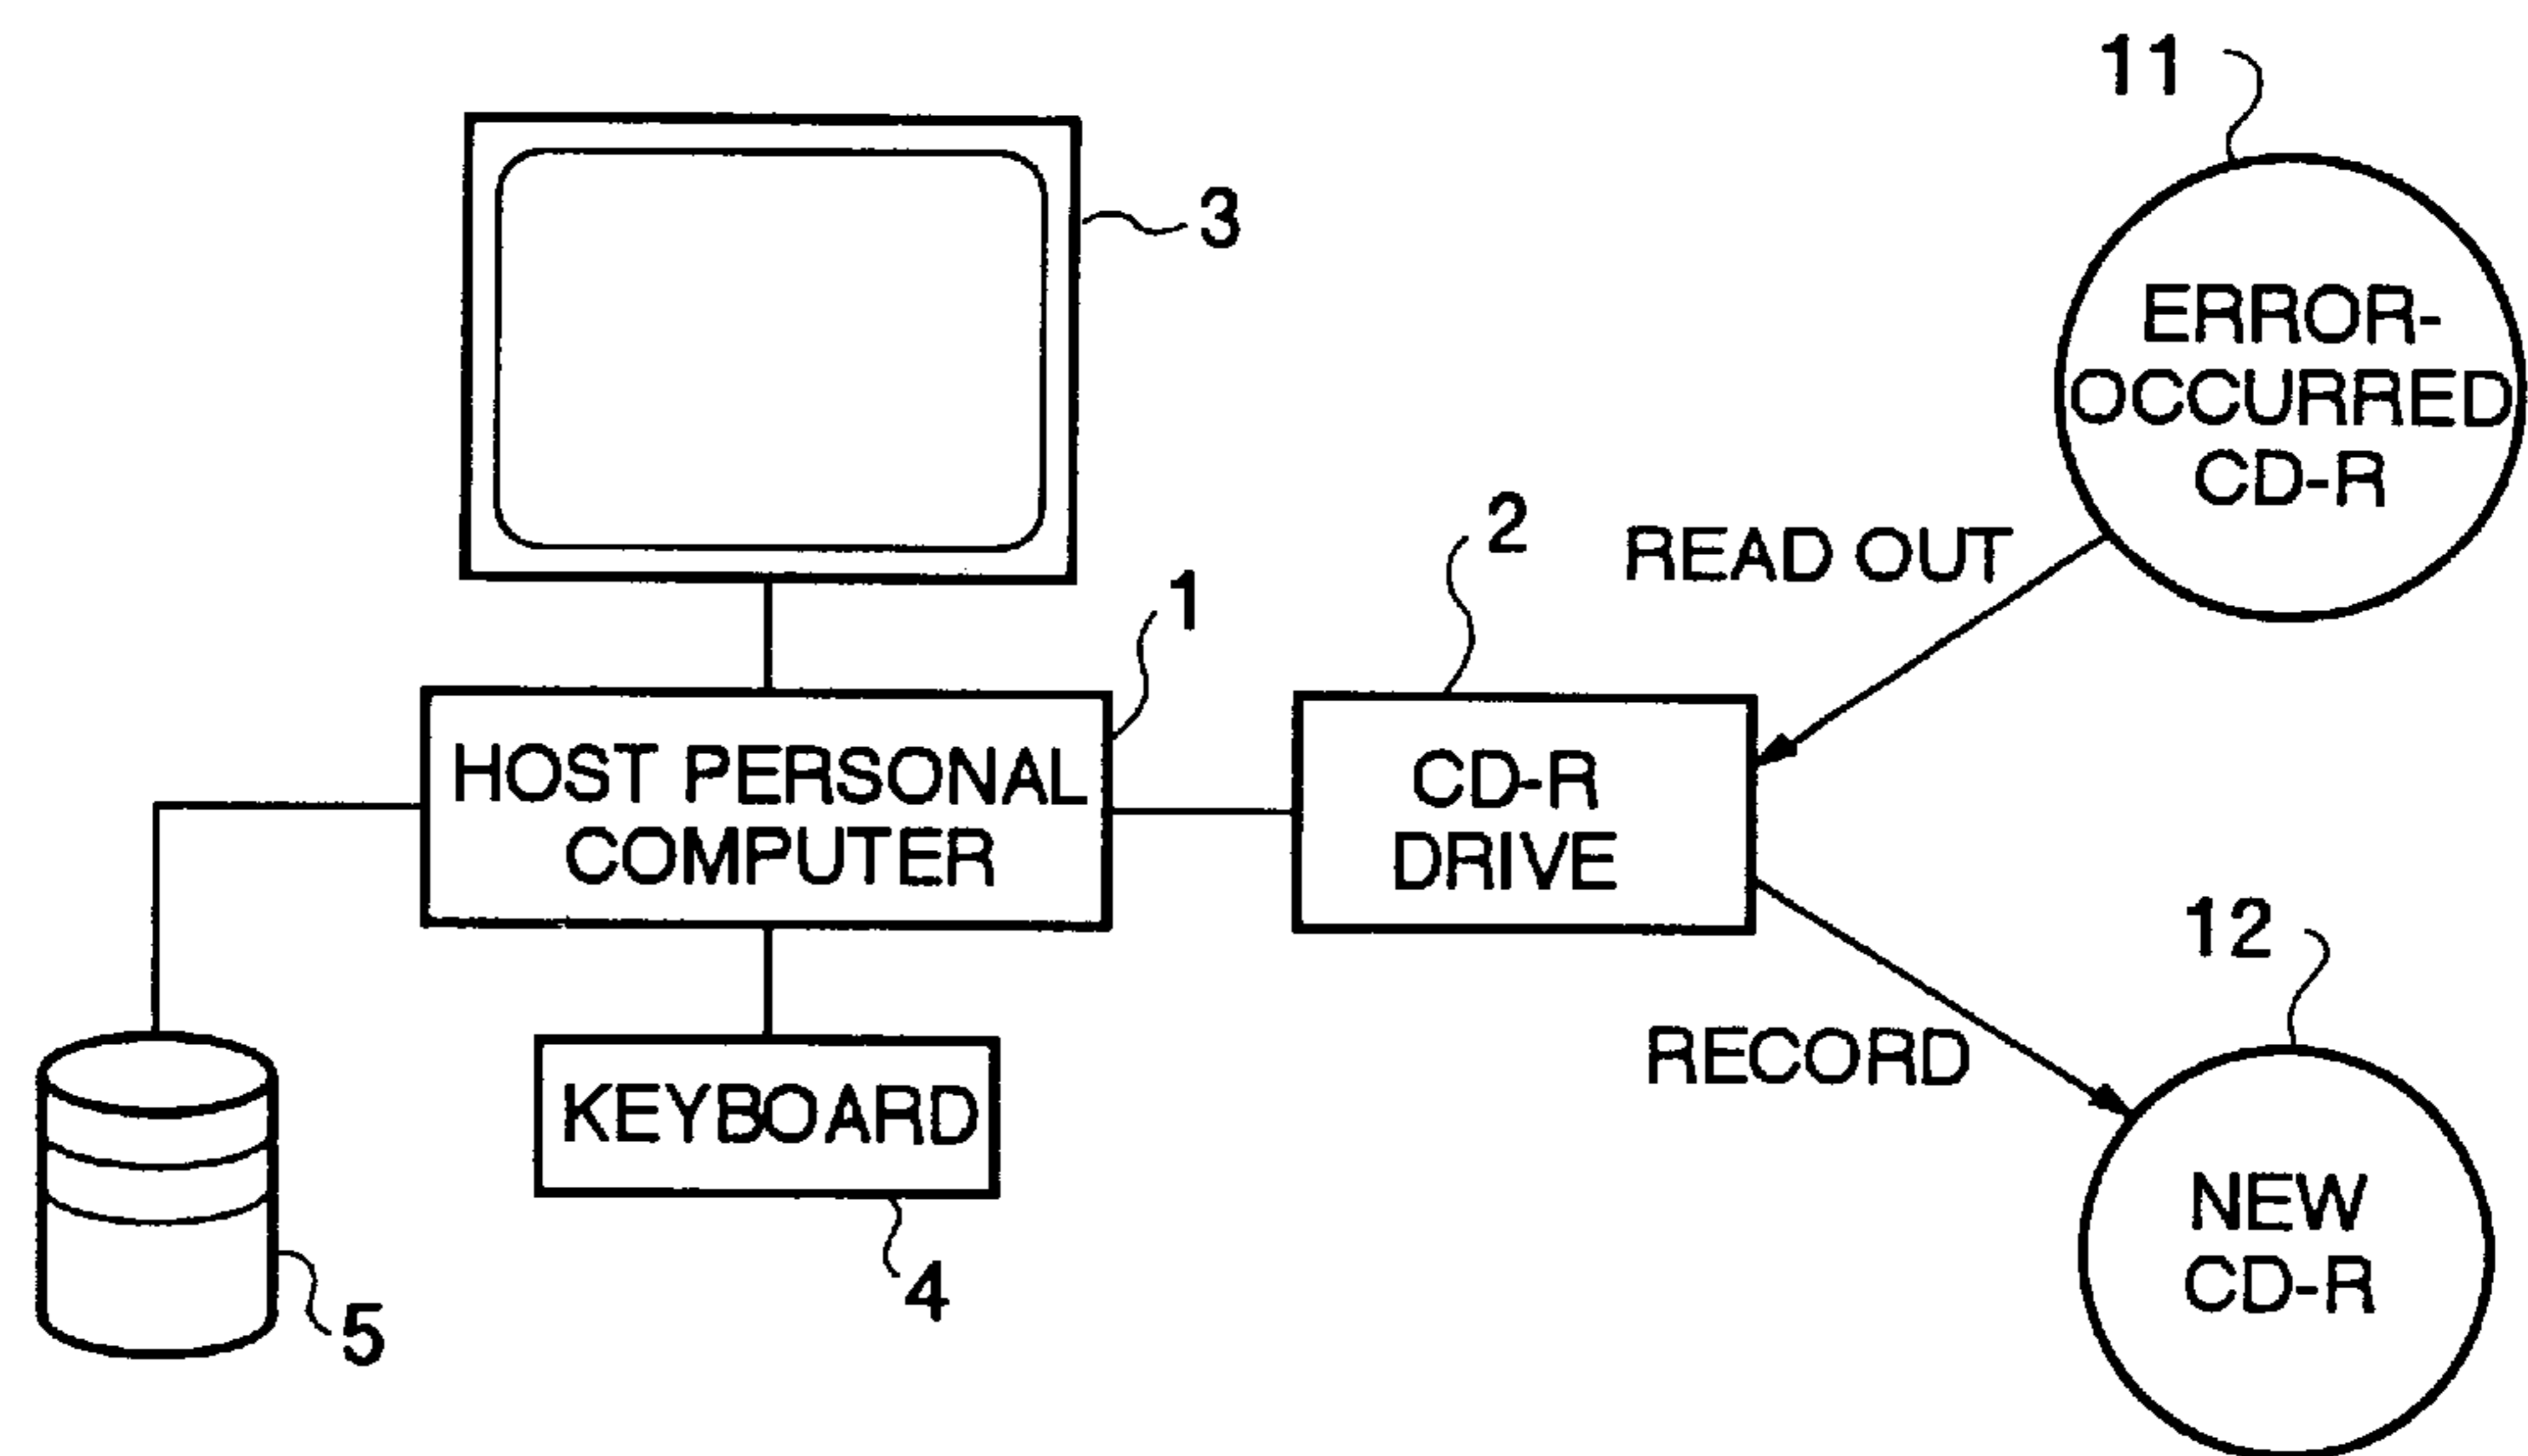 11
3
ERROR-
OCCURRED
CD-R
2
READ OUT
1
HOST PERSONAL
COMPUTER
CD-R
DRIVE
12
RECORD
KEYBOARD
NEW
CD-R
4
5